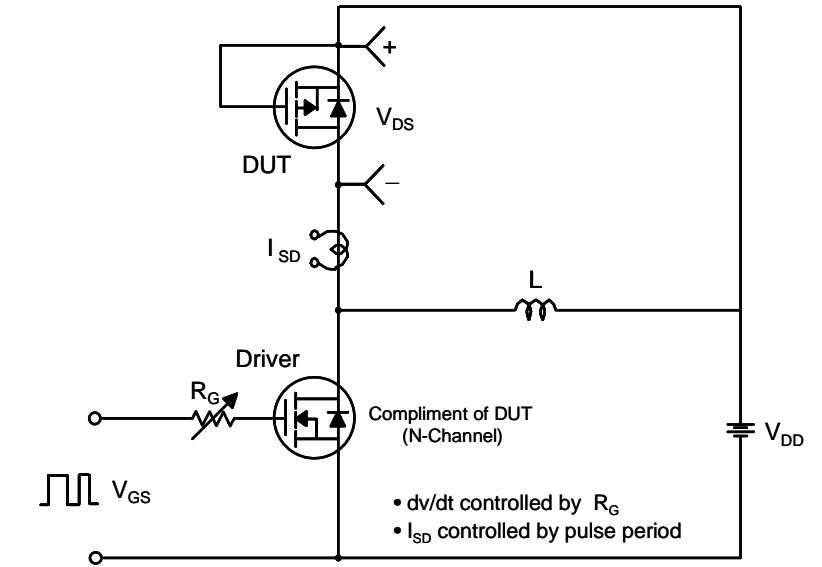 +
V_DS
DUT
–
I_SD
L
Driver
R_G
Compliment of DUT
(N-Channel)
V_DD
V_GS
• dv/dt controlled by R_G
• I_SD controlled by pulse period